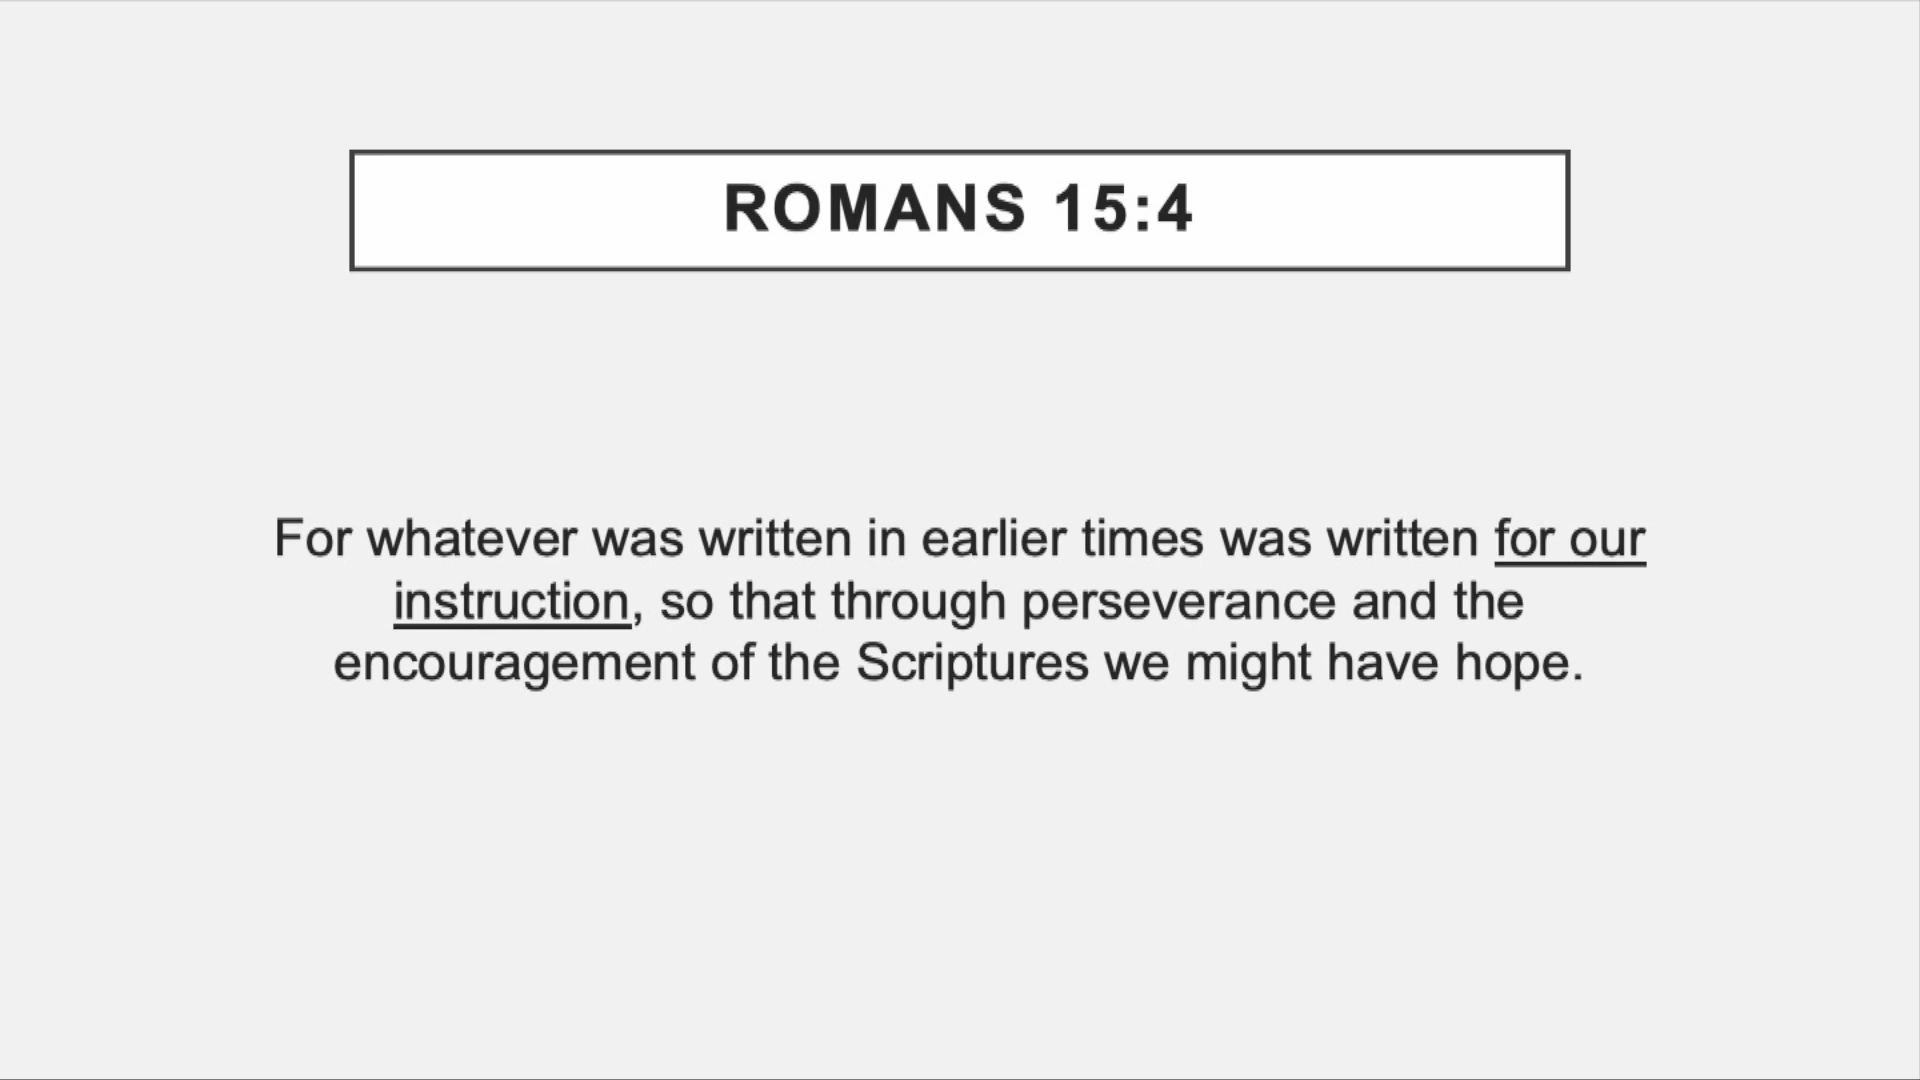 ROMANS 15:4
For whatever was written in earlier times was written for our
instruction, so that through perseverance and the
encouragement of the Scriptures we might have hope.